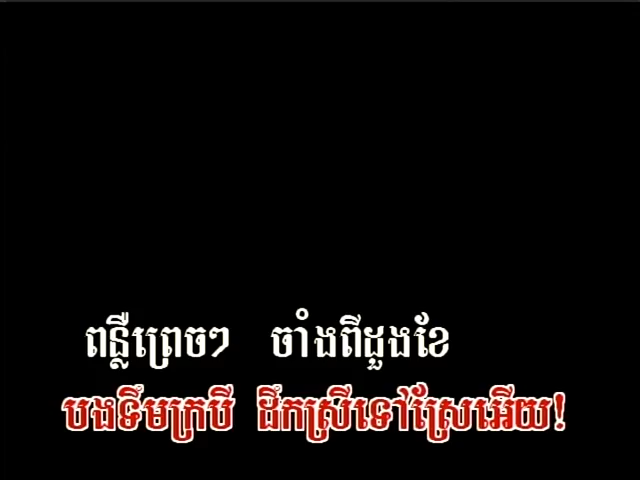 ពន្លឺព្រេចៗ ចាំងពីដួងខែ
បងទឹមក្របី ដឹកស្រីទៅស្រែអើយ!